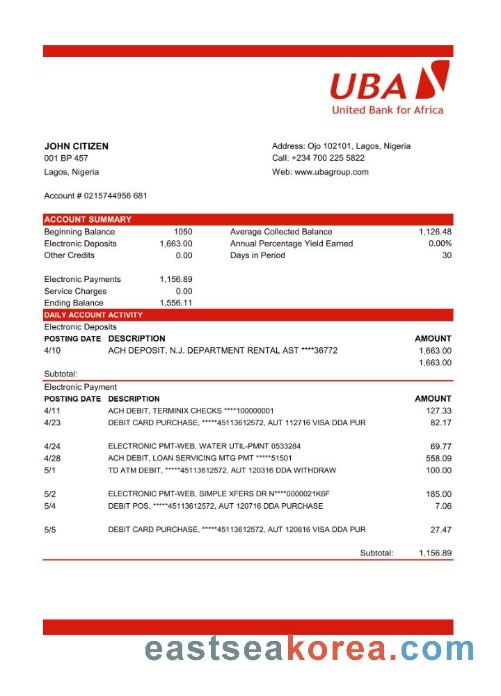 UBA
United Bank for Africa
JOHN CITIZEN
001 BP 457
Lagos, Nigeria
Address: Ojo 102101, Lagos, Nigeria
Call: +234 700 225 5822
Web: www.ubagroup.com
Account # 0215744956 681
ACCOUNT SUMMARY
Beginning Balance 1050 Average Collected Balance 1,126.48
Electronic Deposits 1,663.00 Annual Percentage Yield Earned 0.00%
Other Credits 0.00 Days in Period 30
Electronic Payments 1,156.89
Service Charges 0.00
Ending Balance 1,556.11
DAILY ACCOUNT ACTIVITY
Electronic Deposits
POSTING DATE DESCRIPTION AMOUNT
4/10 ACH DEPOSIT, N.J. DEPARTMENT RENTAL AST ****36772 1,663.00
1,663.00
Subtotal:
Electronic Payment
POSTING DATE DESCRIPTION AMOUNT
4/11 ACH DEBIT, TERMINIX CHECKS ****100000001 127.33
4/23 DEBIT CARD PURCHASE, *****45113612572, AUT 112716 VISA DDA PUR 82.17
4/24 ELECTRONIC PMT-WEB, WATER UTIL-PMNT 0533284 69.77
4/28 ACH DEBIT, LOAN SERVICING MTG PMT *****51501 558.09
5/1 TD ATM DEBIT, *****45113612572, AUT 120316 DDA WITHDRAW 100.00
5/2 ELECTRONIC PMT-WEB, SIMPLE XFERS DR N****0000021K6F 185.00
5/4 DEBIT POS, *****45113612572, AUT 120716 DDA PURCHASE 7.06
5/5 DEBIT CARD PURCHASE, *****45113612572, AUT 120816 VISA DDA PUR 27.47
Subtotal: 1,156.89
eastseakorea.com